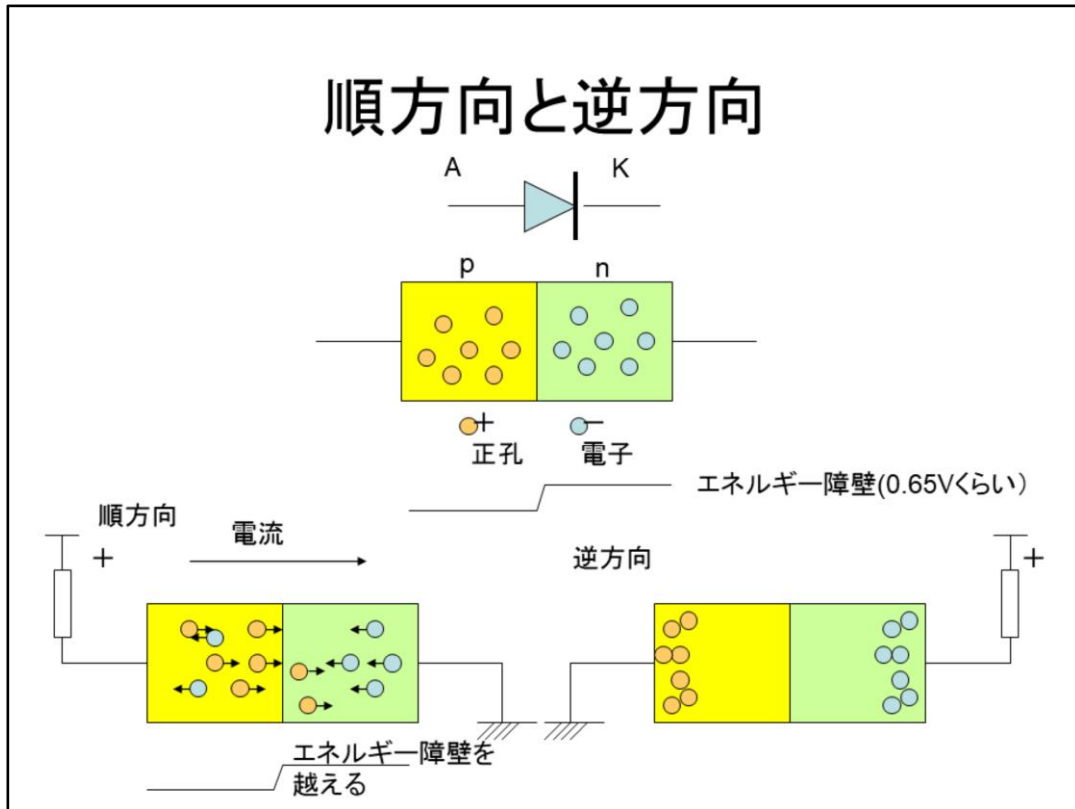 順方向と逆方向
A
K
p
n
+
−
正孔
電子
エネルギー障壁(0.65Vくらい）
順方向
+
電流
逆方向
+
エネルギー障壁を
越える